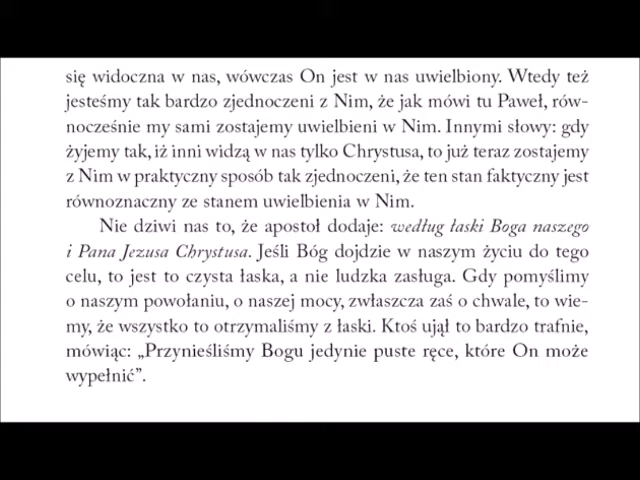 się widoczna w nas, wówczas On jest w nas uwielbiony. Wtedy też
jesteśmy tak bardzo zjednoczeni z Nim, że jak mówi tu Paweł, rów-
nocześnie my sami zostajemy uwielbieni w Nim. Innymi słowy: gdy
żyjemy tak, iż inni widzą w nas tylko Chrystusa, to już teraz zostajemy
z Nim w praktyczny sposób tak zjednoczeni, że ten stan faktyczny jest
równoznaczny ze stanem uwielbienia w Nim.
Nie dziwi nas to, że apostoł dodaje: według łaski Boga naszego
i Pana Jezusa Chrystusa. Jeśli Bóg dojdzie w naszym życiu do tego
celu, to jest to czysta łaska, a nie ludzka zasługa. Gdy pomyślimy
o naszym powołaniu, o naszej mocy, zwłaszcza zaś o chwale, to wie-
my, że wszystko to otrzymaliśmy z łaski. Ktoś ujął to bardzo trafnie,
mówiąc: „Przynieśliśmy Bogu jedynie puste ręce, które On może
wypełnić”.